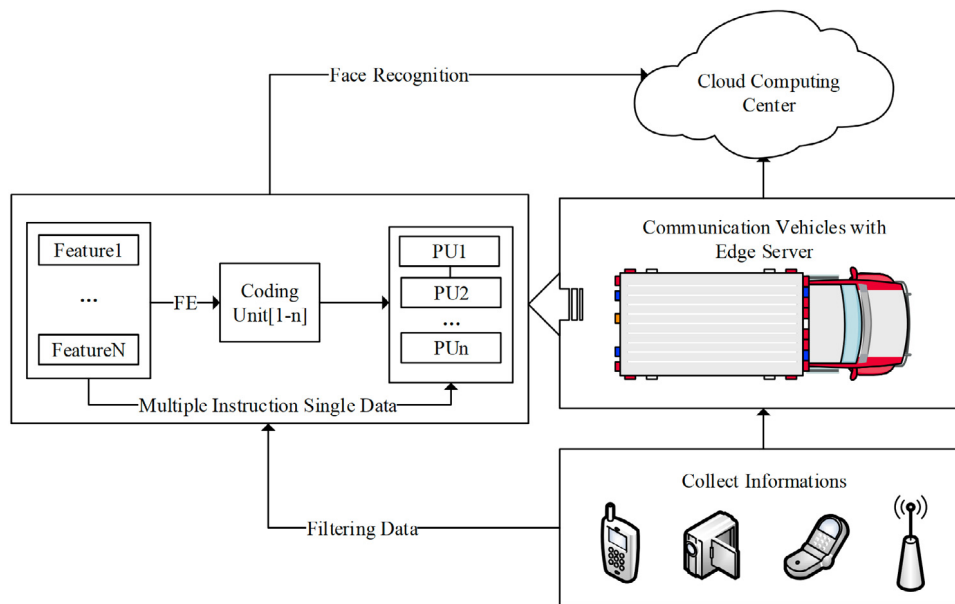 Face Recognition
Cloud Computing
Center
Communication Vehicles with
Edge Server
Feature1
...
FeatureN
FE
Coding
Unit[1-n]
PU1
PU2
...
PUn
Multiple Instruction Single Data
Filtering Data
Collect Informations